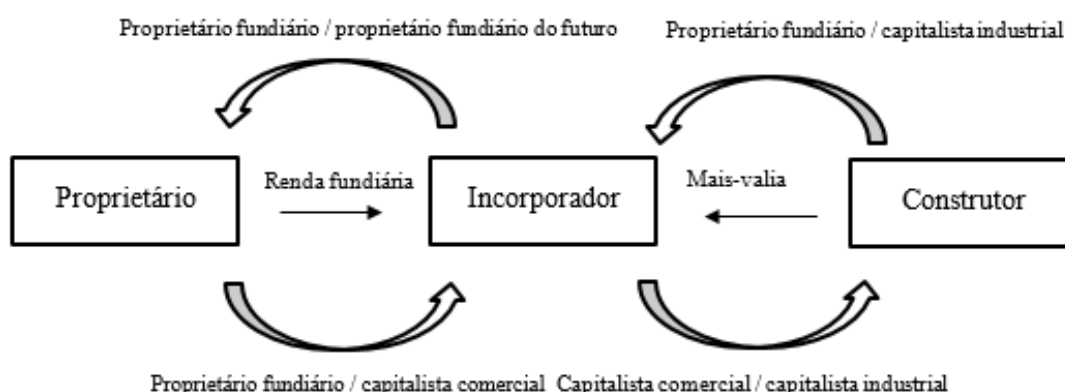 Proprietário fundiário / proprietário fundiário do futuro
Proprietário fundiário / capitalista industrial
Proprietário
Renda fundiária
Incorporador
Mais-valia
Construtor
Proprietário fundiário / capitalista comercial
Capitalista comercial / capitalista industrial